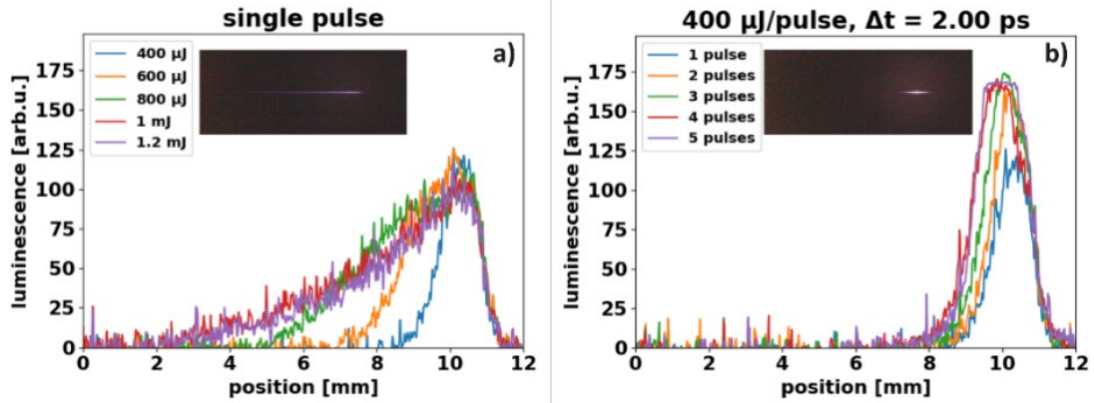 single pulse
a)
400 μJ
600 μJ
800 μJ
1 mJ
1.2 mJ
luminescence [arb.u.]
175
150
125
100
75
50
25
0
0 2 4 6 8 10 12
position [mm]
400 μJ/pulse, Δt = 2.00 ps
b)
1 pulse
2 pulses
3 pulses
4 pulses
5 pulses
luminescence [arb.u.]
175
150
125
100
75
50
25
0
0 2 4 6 8 10 12
position [mm]